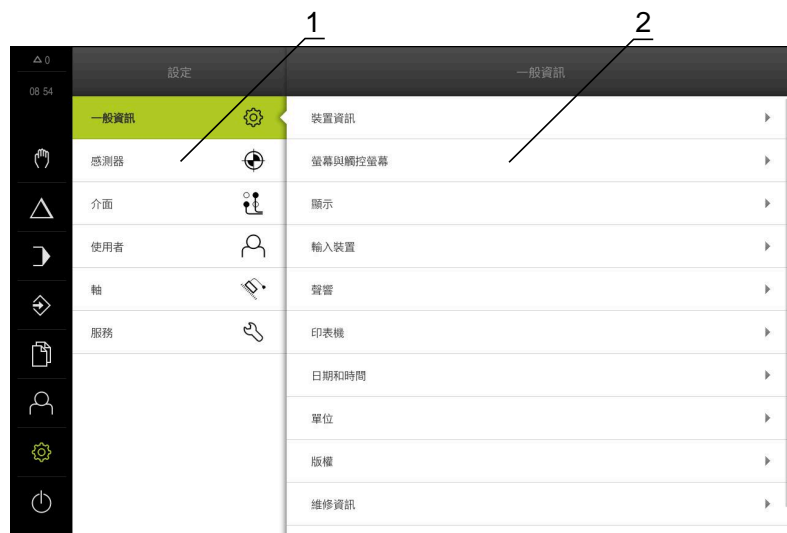 1
2
0
08 54
設定
一般資訊
一般資訊
感測器
介面
使用者
軸
服務
裝置資訊
螢幕與觸控螢幕
顯示
輸入裝置
聲響
印表機
日期和時間
單位
版權
維修資訊